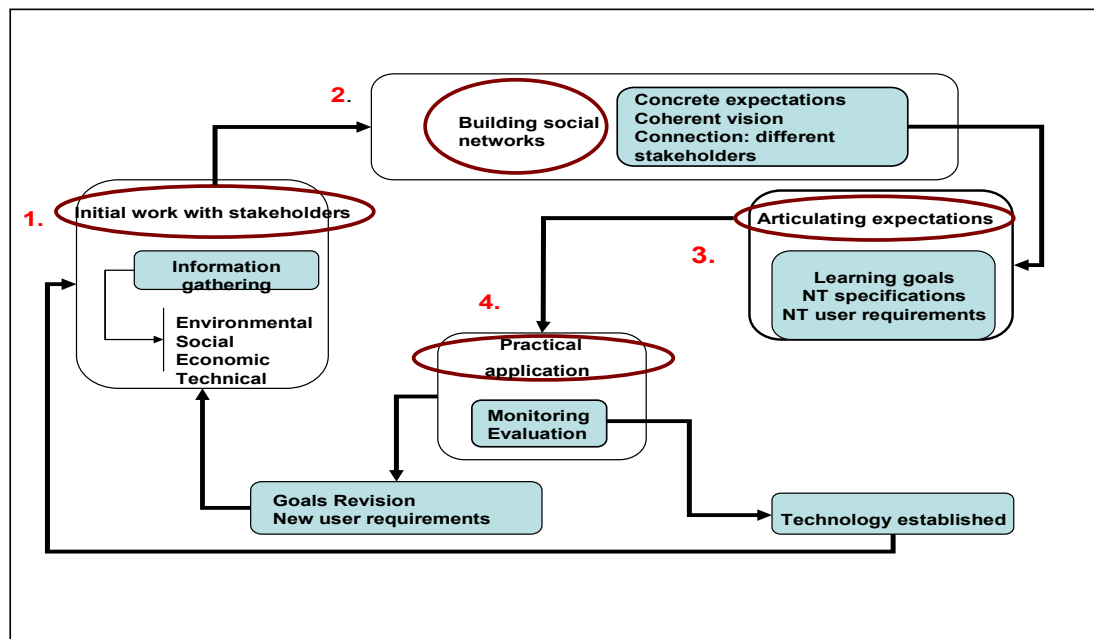 1.
Initial work with stakeholders
Information
gathering
Environmental
Social
Economic
Technical
2.
Building social
networks
Concrete expectations
Coherent vision
Connection: different
stakeholders
3.
Articulating expectations
Learning goals
NT specifications
NT user requirements
4.
Practical
application
Monitoring
Evaluation
Goals Revision
New user requirements
Technology established